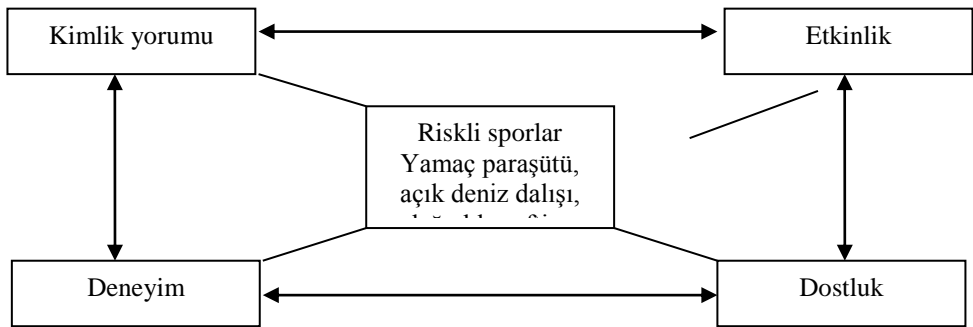 Kimlik yorumu
Etkinlik
Riskli sporlar
Yamaç paraşütü,
açık deniz dalışı,
Deneyim
Dostluk